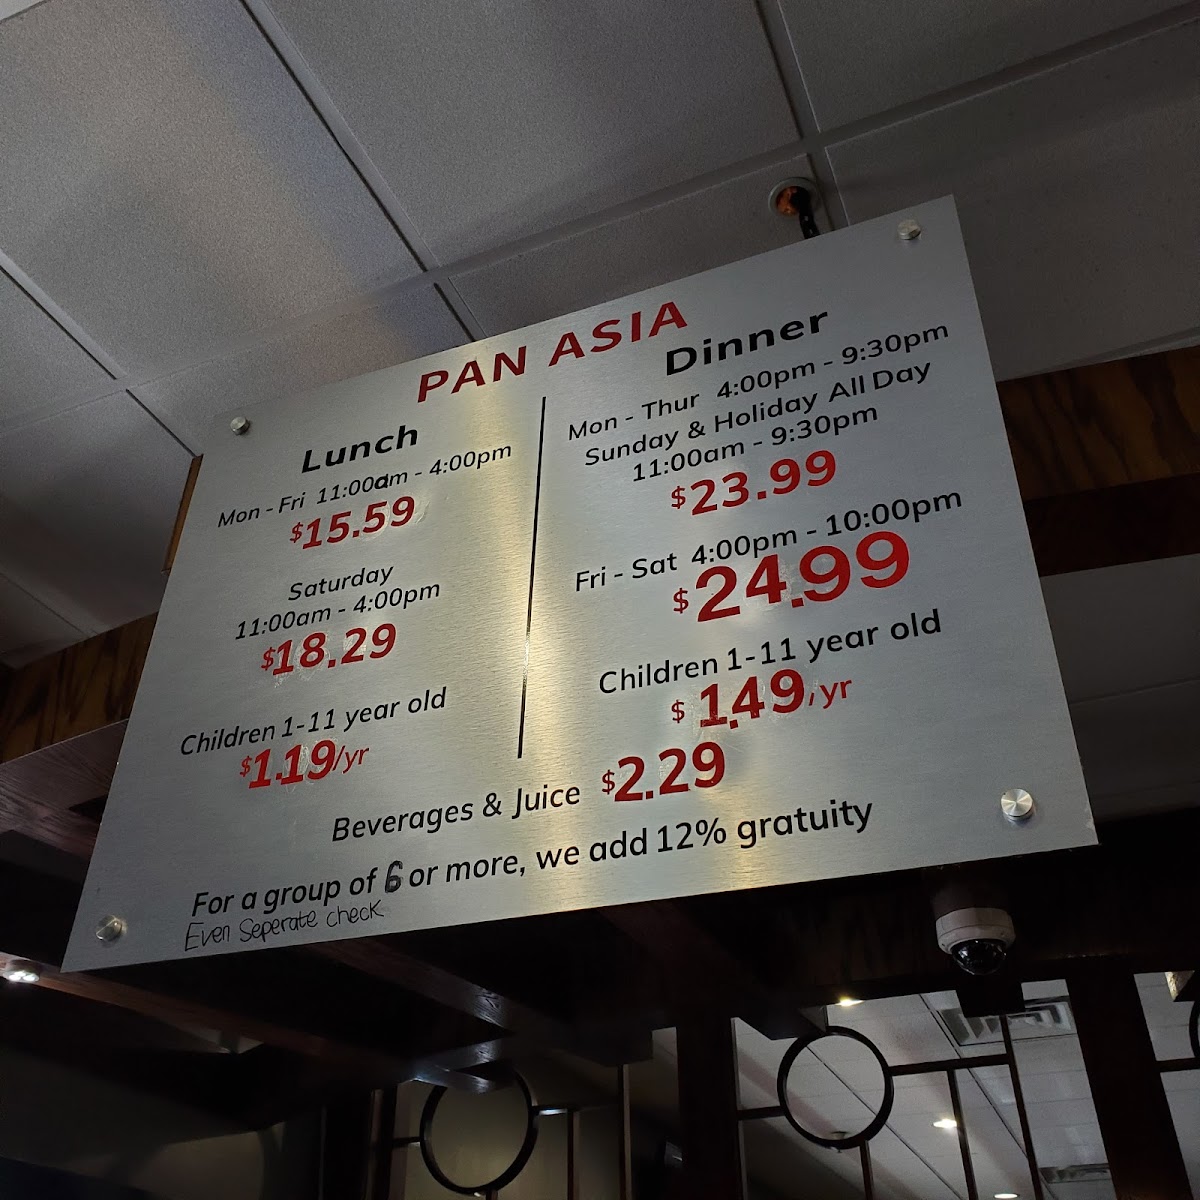 PAN ASIA
Lunch
Mon - Fri 11:00am - 4:00pm
$15.59
Saturday
11:00am - 4:00pm
$18.29
Children 1-11 year old
$1.19/yr
Dinner
Mon - Thur 4:00pm - 9:30pm
Sunday & Holiday All Day
11:00am - 9:30pm
$23.99
Fri - Sat 4:00pm - 10:00pm
$24.99
Children 1-11 year old
$1.49/yr
Beverages & Juice $2.29
For a group of 6 or more, we add 12% gratuity
Even Seperate check